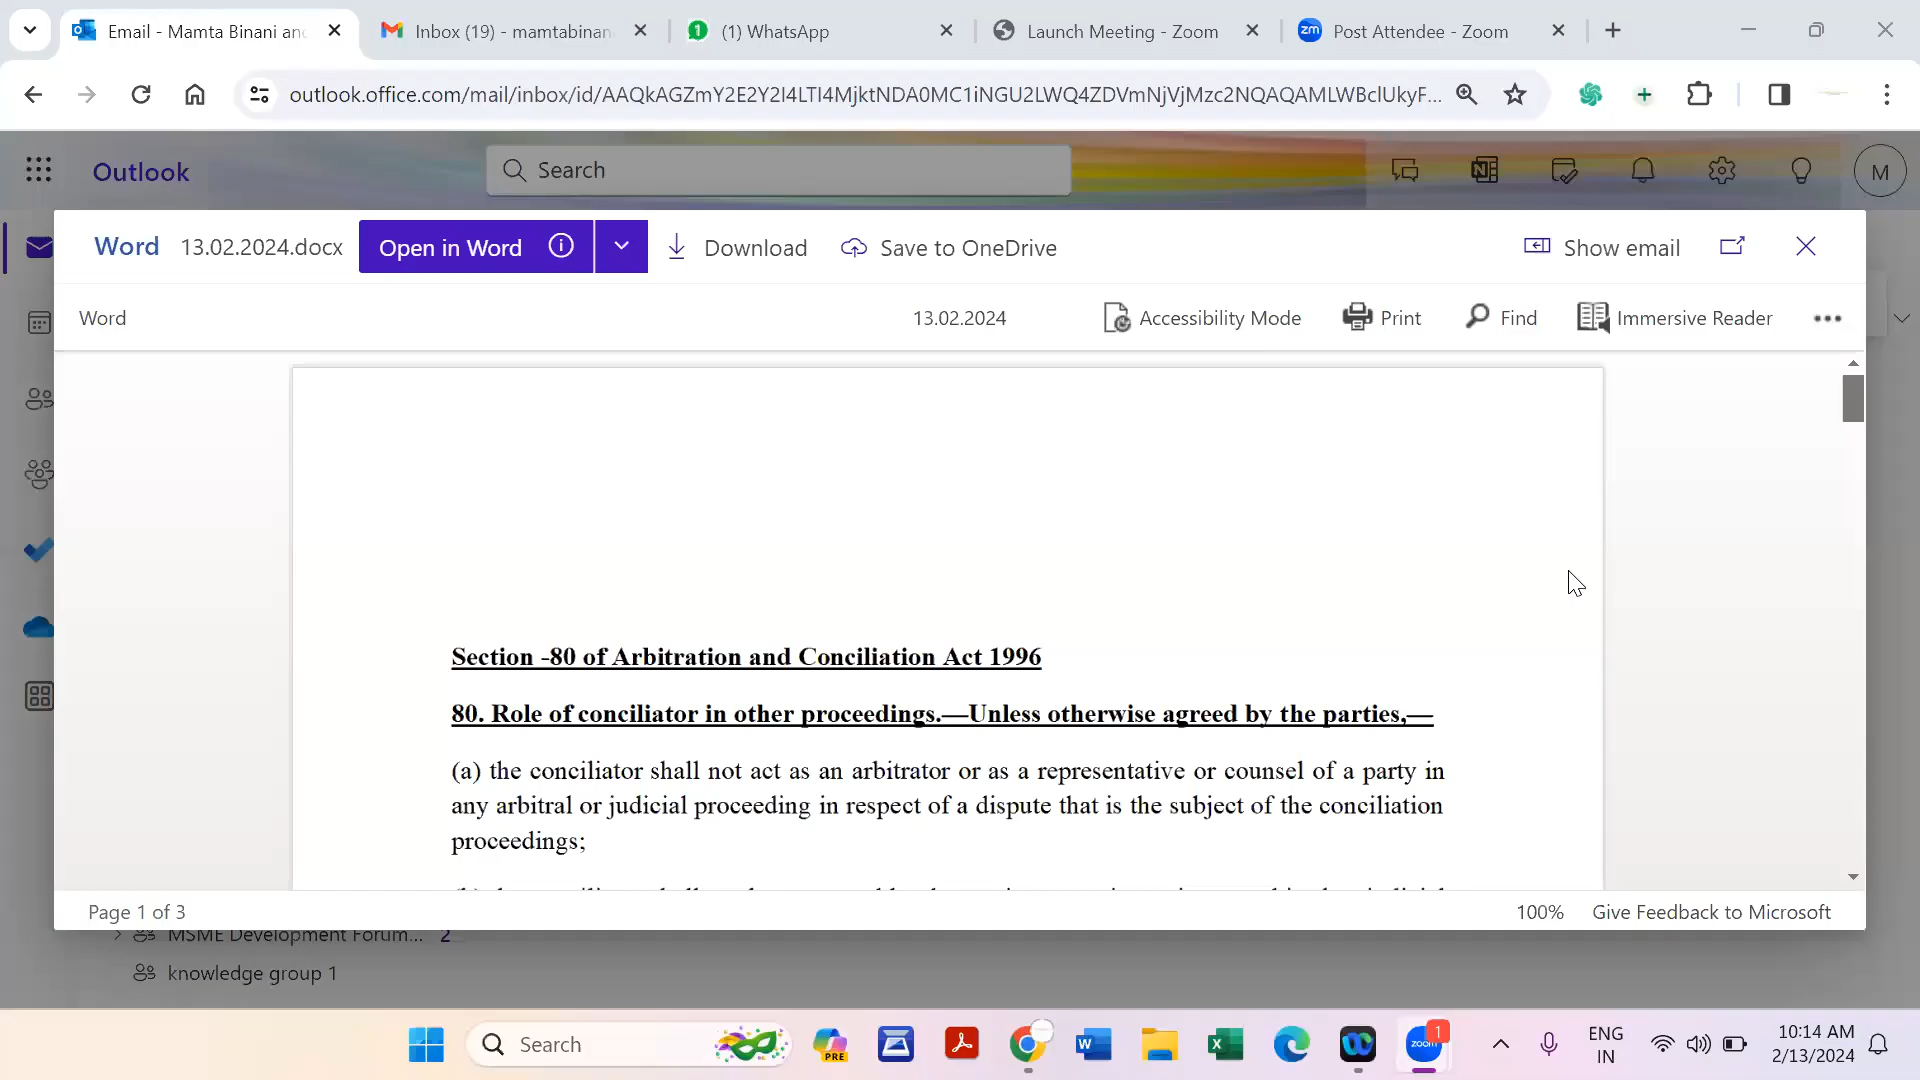 Email - Mamta Binani and
Inbox (19) - mamtabinan
(1) WhatsApp
Launch Meeting - Zoom
zm Post Attendee - Zoom
outlook.office.com/mail/inbox/id/AAQkAGZmY2E2Y2I4LTI4MjktNDA0MC1iNGU2LWQ4ZDVmNjVjMzc2NQAQAMLWBclUkyF...
Outlook
Search
M
Word 13.02.2024.docx Open in Word Download Save to OneDrive Show email
Word 13.02.2024 Accessibility Mode Print Find Immersive Reader
Section -80 of Arbitration and Conciliation Act 1996
80. Role of conciliator in other proceedings.—Unless otherwise agreed by the parties,—
(a) the conciliator shall not act as an arbitrator or as a representative or counsel of a party in
any arbitral or judicial proceeding in respect of a dispute that is the subject of the conciliation
proceedings;
Page 1 of 3 100% Give Feedback to Microsoft
MSME Development Forum... 2
knowledge group 1
Search PRE zoom 1 ENG 10:14 AM
IN 2/13/2024